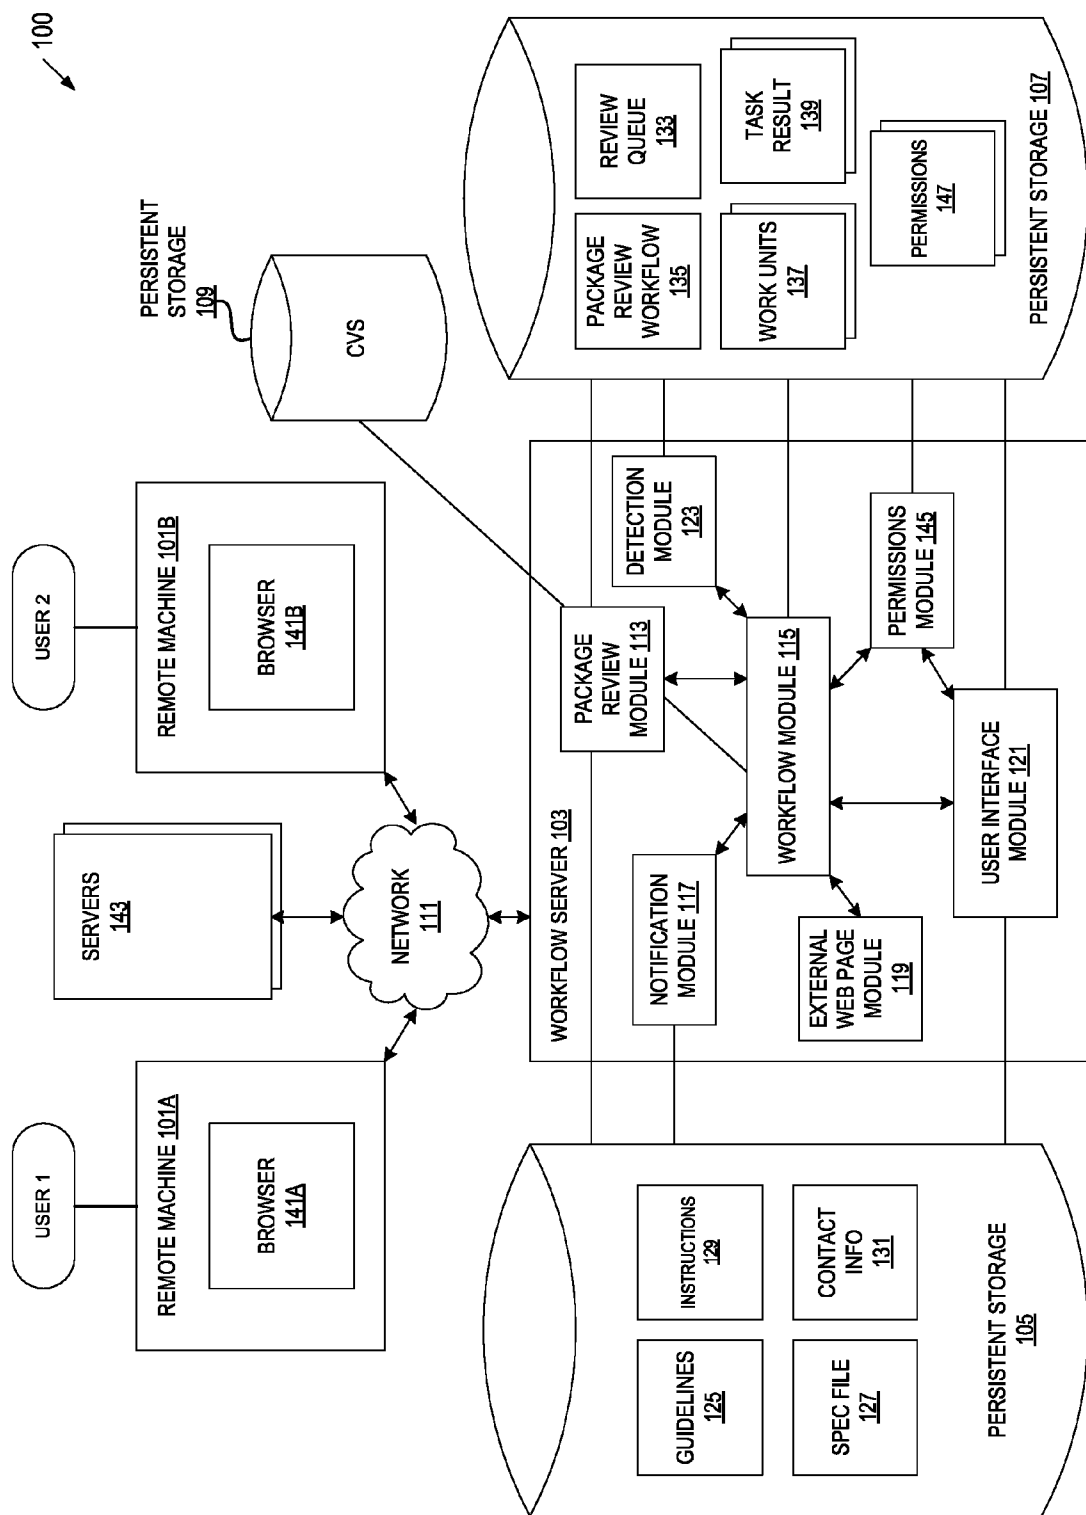 100
USER 1
REMOTE MACHINE 101A
BROWSER
141A
SERVERS
143
USER 2
REMOTE MACHINE 101B
BROWSER
141B
NETWORK
111
PERSISTENT
STORAGE
109
CVS
WORKFLOW SERVER 103
PACKAGE
REVIEW
MODULE 113
DETECTION
MODULE
123
NOTIFICATION
MODULE 117
WORKFLOW MODULE 115
EXTERNAL
WEB PAGE
MODULE
119
PERMISSIONS
MODULE 145
USER INTERFACE
MODULE 121
GUIDELINES
125
INSTRUCTIONS
129
SPEC FILE
127
CONTACT
INFO
131
PERSISTENT STORAGE
105
PACKAGE
REVIEW
WORKFLOW
135
REVIEW
QUEUE
133
WORK UNITS
137
TASK
RESULT
139
PERMISSIONS
147
PERSISTENT STORAGE 107